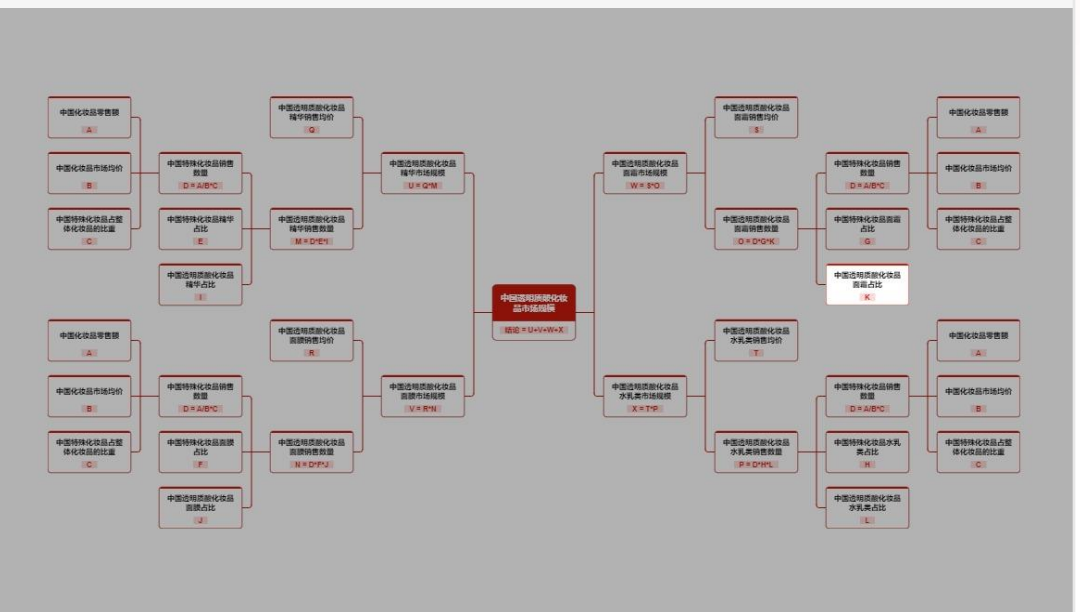 中国化妆品零售额
A
中国化妆品市场均价
B
中国特殊化妆品占整
体化妆品的比重
C
中国特殊化妆品销售
数量
D = A/B*C
中国特殊化妆品精华
占比
E
中国透明质酸化妆品
精华占比
I
中国透明质酸化妆品
精华销售均价
Q
中国透明质酸化妆品
精华销售数量
M = D*E*I
中国透明质酸化妆品
精华市场规模
U = Q*M
中国化妆品零售额
A
中国化妆品市场均价
B
中国特殊化妆品占整
体化妆品的比重
C
中国特殊化妆品销售
数量
D = A/B*C
中国特殊化妆品面膜
占比
F
中国透明质酸化妆品
面膜占比
J
中国透明质酸化妆品
面膜销售均价
R
中国透明质酸化妆品
面膜销售数量
N = D*F*J
中国透明质酸化妆品
面膜市场规模
V = R*N
中国透明质酸化妆
品市场规模
结论 = U+V+W+X
中国透明质酸化妆品
面霜市场规模
W = S*O
中国透明质酸化妆品
面霜销售均价
S
中国透明质酸化妆品
面霜销售数量
O = D*G*K
中国特殊化妆品销售
数量
D = A/B*C
中国特殊化妆品面霜
占比
G
中国透明质酸化妆品
面霜占比
K
中国化妆品零售额
A
中国化妆品市场均价
B
中国特殊化妆品占整
体化妆品的比重
C
中国透明质酸化妆品
水乳类市场规模
X = T*P
中国透明质酸化妆品
水乳类销售均价
T
中国透明质酸化妆品
水乳类销售数量
P = D*H*L
中国特殊化妆品销售
数量
D = A/B*C
中国特殊化妆品水乳
类占比
H
中国透明质酸化妆品
水乳类占比
L
中国化妆品零售额
A
中国化妆品市场均价
B
中国特殊化妆品占整
体化妆品的比重
C